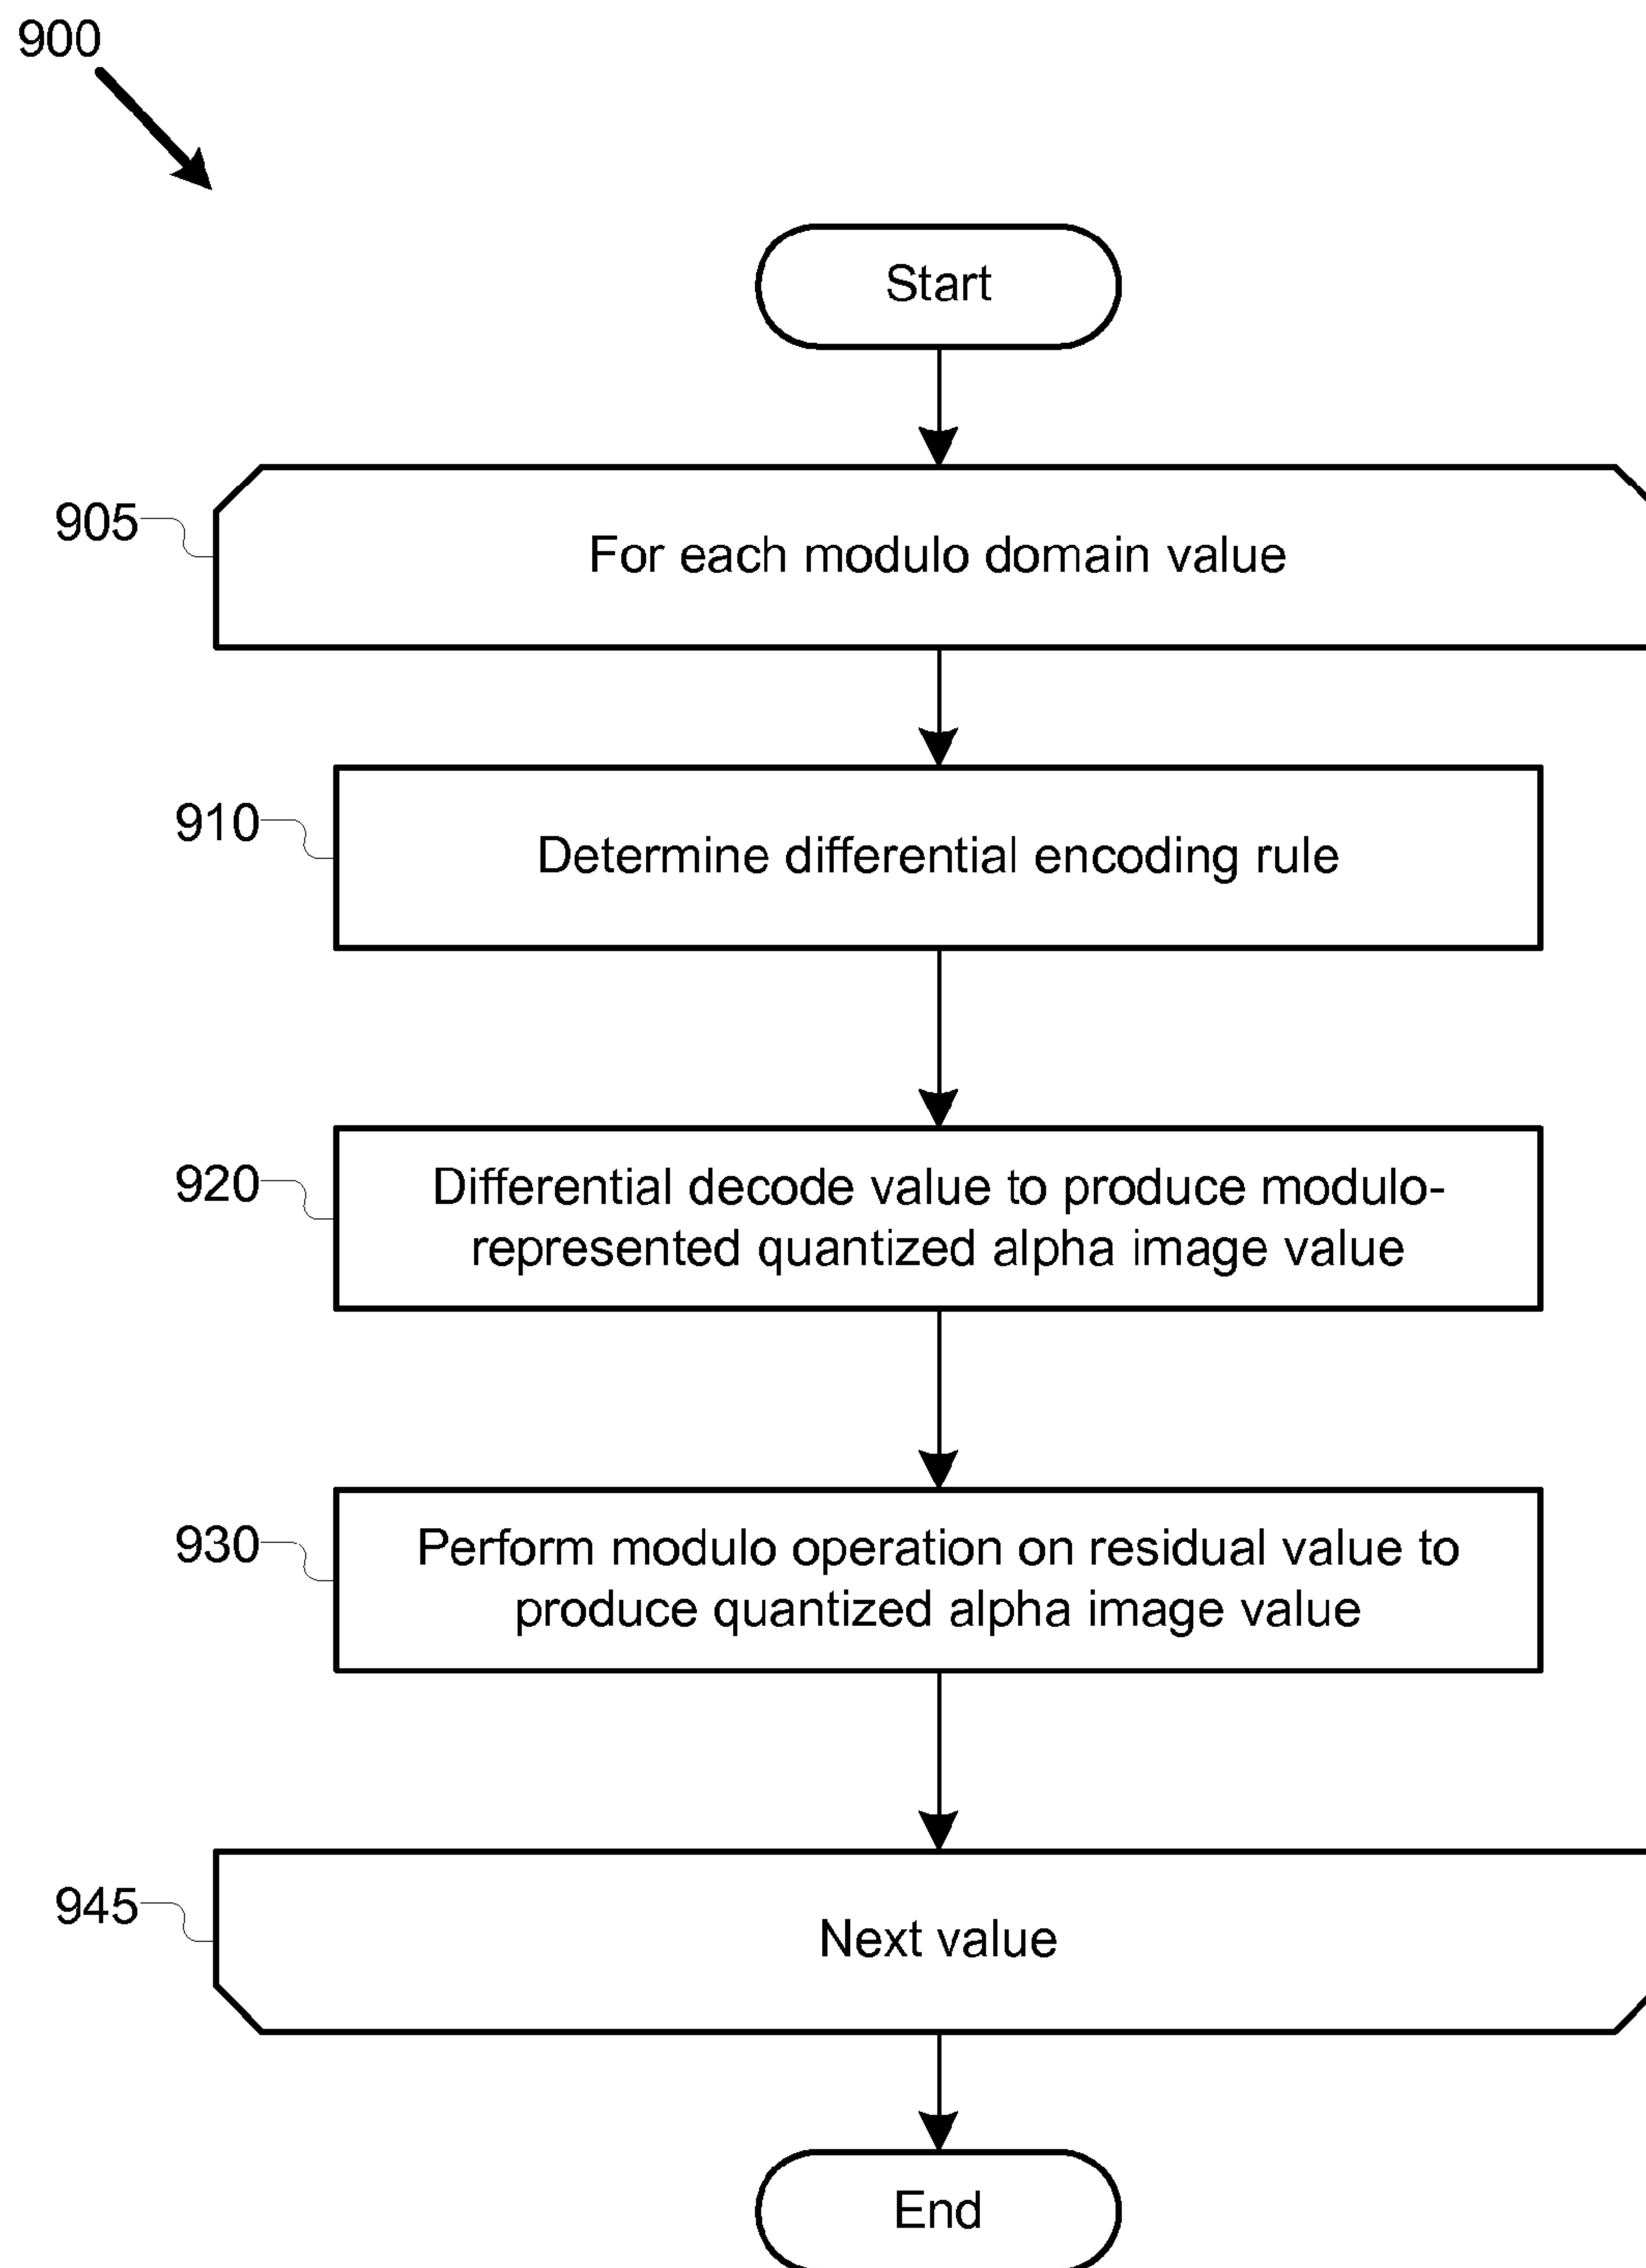 900
Start
905
For each modulo domain value
910
Determine differential encoding rule
920
Differential decode value to produce modulo-
represented quantized alpha image value
930
Perform modulo operation on residual value to
produce quantized alpha image value
945
Next value
End